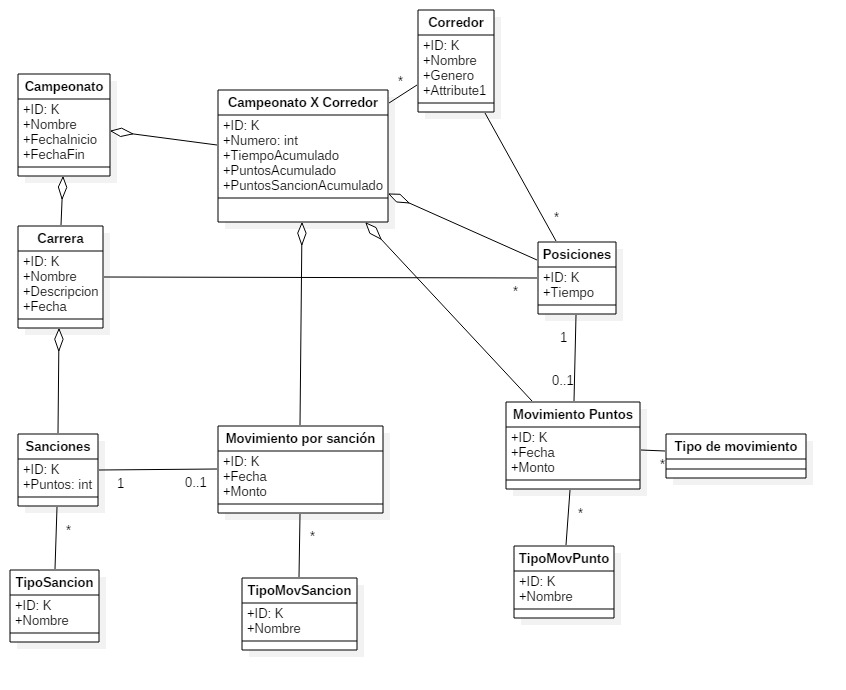 Corredor
+ID: K
+Nombre
+Genero
+Attribute1
*
Campeonato
+ID: K
+Nombre
+FechaInicio
+FechaFin
Campeonato X Corredor
+ID: K
+Numero: int
+TiempoAcumulado
+PuntosAcumulado
+PuntosSancionAcumulado
*
Carrera
+ID: K
+Nombre
+Descripcion
+Fecha
Posiciones
+ID: K
+Tiempo
*
1
0..1
Movimiento Puntos
+ID: K
+Fecha
+Monto
Tipo de movimiento
*
Sanciones
+ID: K
+Puntos: int
1
0..1
Movimiento por sanción
+ID: K
+Fecha
+Monto
*
*
*
TipoSancion
+ID: K
+Nombre
TipoMovSancion
+ID: K
+Nombre
TipoMovPunto
+ID: K
+Nombre